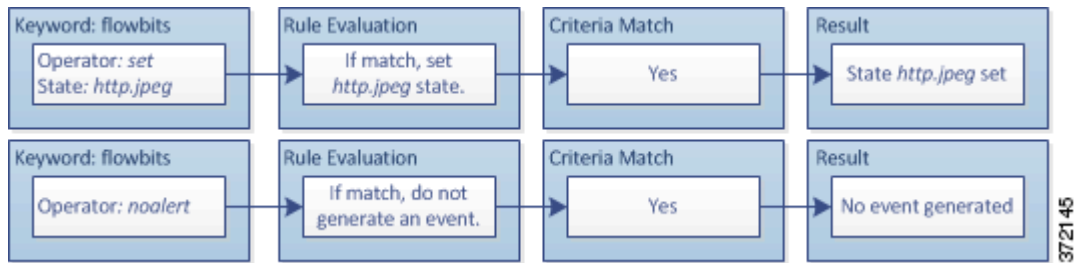 Keyword: flowbits
Operator: set
State: http.jpeg
Rule Evaluation
If match, set
http.jpeg state.
Criteria Match
Yes
Result
State http.jpeg set
Keyword: flowbits
Operator: noalert
Rule Evaluation
If match, do not
generate an event.
Criteria Match
Yes
Result
No event generated
372145